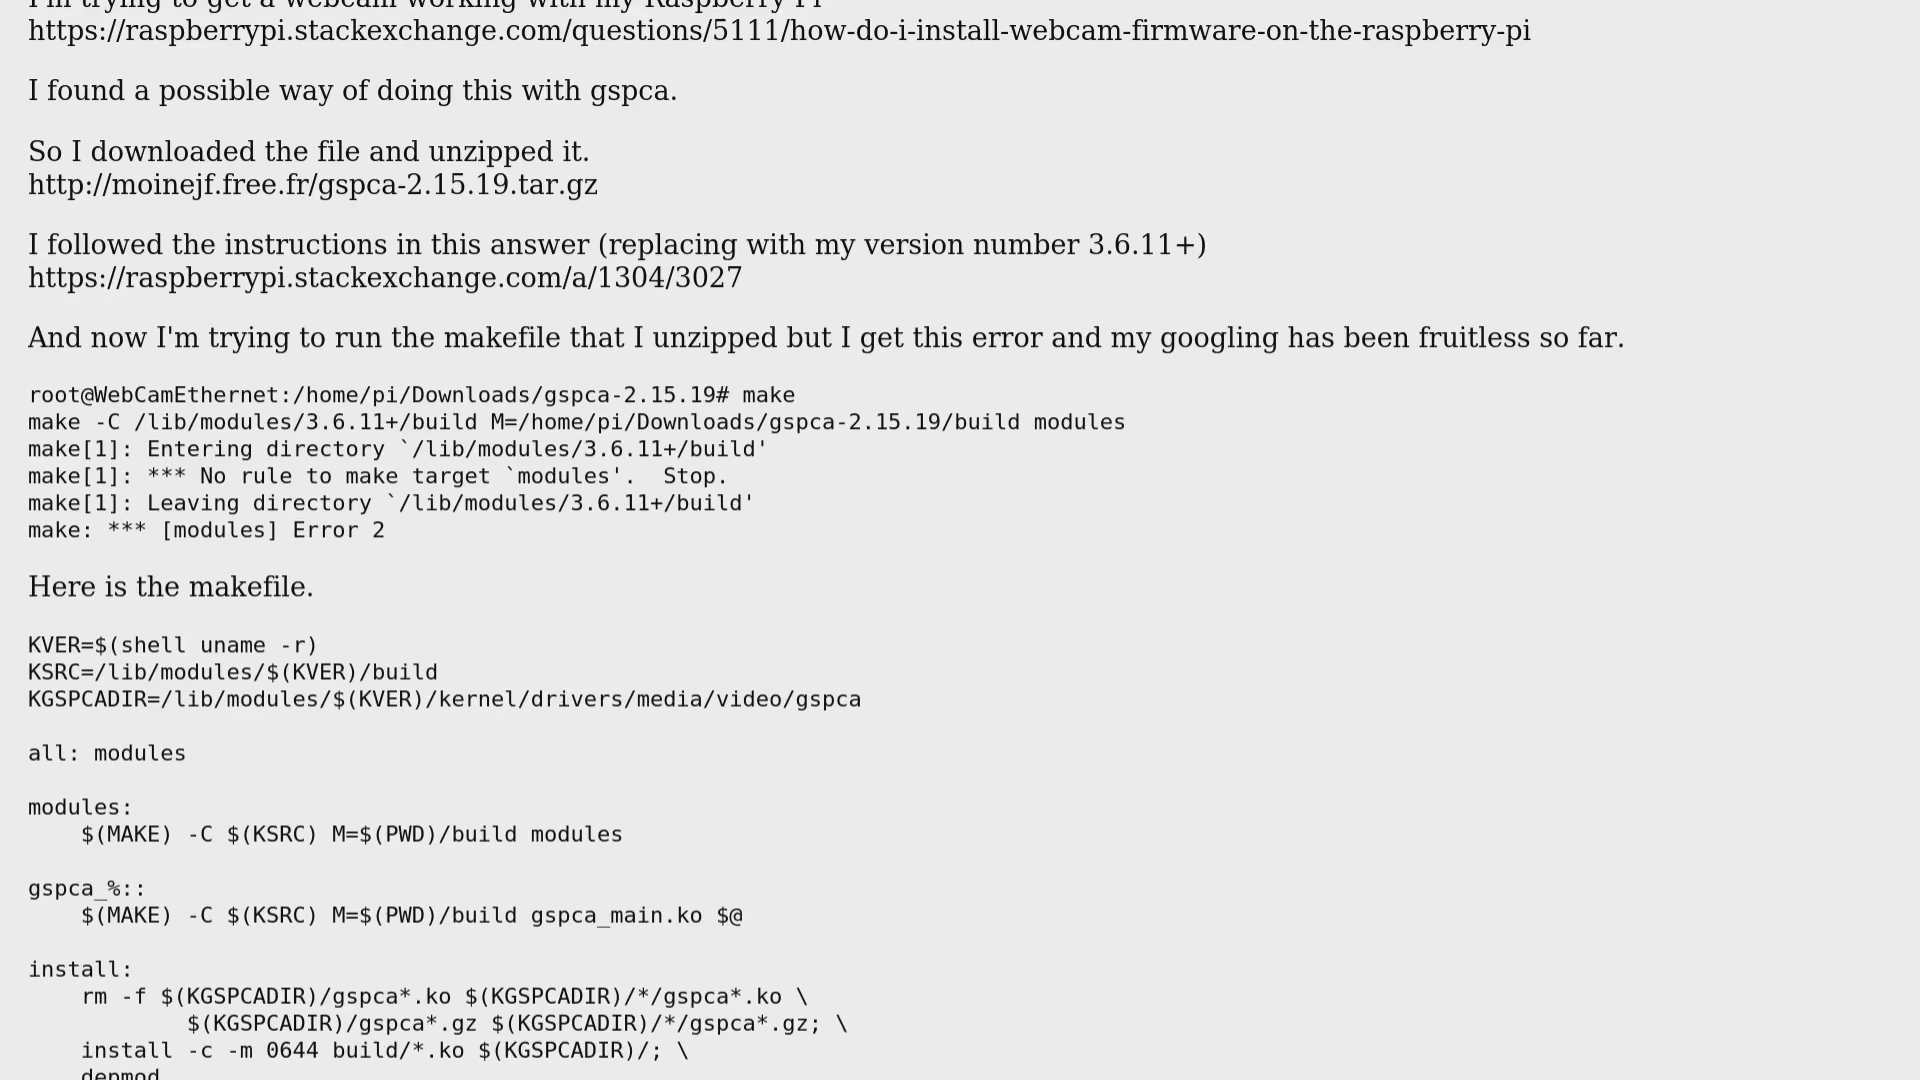 I'm trying to get a webcam working with my Raspberry Pi
https://raspberrypi.stackexchange.com/questions/5111/how-do-i-install-webcam-firmware-on-the-raspberry-pi
I found a possible way of doing this with gspca.
So I downloaded the file and unzipped it.
http://moinejf.free.fr/gspca-2.15.19.tar.gz
I followed the instructions in this answer (replacing with my version number 3.6.11+)
https://raspberrypi.stackexchange.com/a/1304/3027
And now I'm trying to run the makefile that I unzipped but I get this error and my googling has been fruitless so far.
root@WebCamEthernet:/home/pi/Downloads/gspca-2.15.19# make
make -C /lib/modules/3.6.11+/build M=/home/pi/Downloads/gspca-2.15.19/build modules
make[1]: Entering directory `/lib/modules/3.6.11+/build'
make[1]: *** No rule to make target `modules'.  Stop.
make[1]: Leaving directory `/lib/modules/3.6.11+/build'
make: *** [modules] Error 2
Here is the makefile.
KVER=$(shell uname -r)
KSRC=/lib/modules/$(KVER)/build
KGSPCADIR=/lib/modules/$(KVER)/kernel/drivers/media/video/gspca
all: modules
modules:
    $(MAKE) -C $(KSRC) M=$(PWD)/build modules
gspca_%::
    $(MAKE) -C $(KSRC) M=$(PWD)/build gspca_main.ko $@
install:
    rm -f $(KGSPCADIR)/gspca*.ko $(KGSPCADIR)/*/gspca*.ko \
            $(KGSPCADIR)/gspca*.gz $(KGSPCADIR)/*/gspca*.gz; \
    install -c -m 0644 build/*.ko $(KGSPCADIR)/; \
    depmod